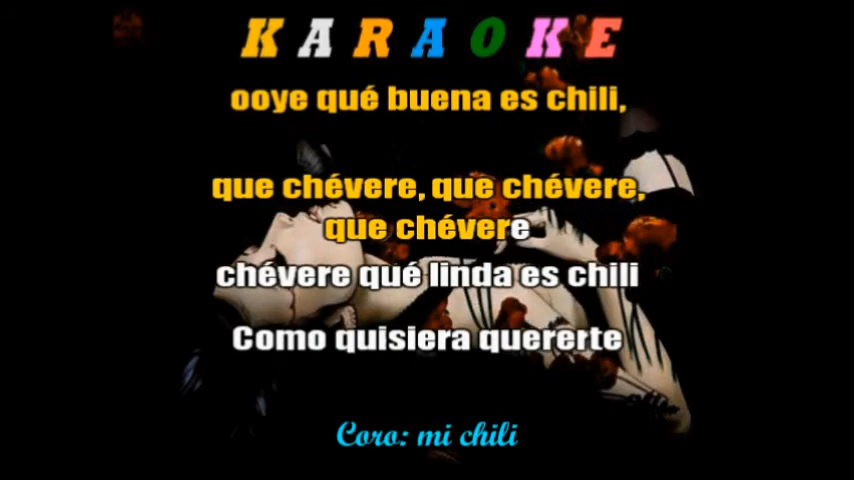 KARAOKE
ooye qué buena es chili,
que chévere, que chévere,
que chévere
chévere qué linda es chili
Como quisiera quererte
Coro: mi chili